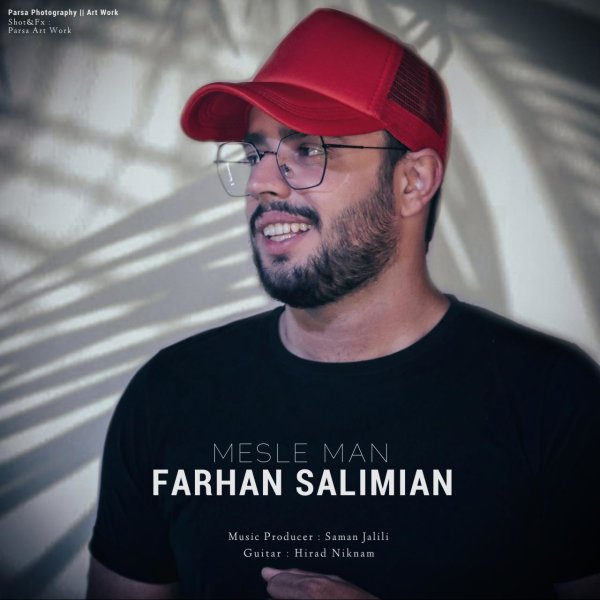 Parsa Photography || Art Work
Shot&Fx :
Parsa Art Work
MESLE MAN
FARHAN SALIMIAN
Music Producer : Saman Jalili
Guitar : Hirad Niknam